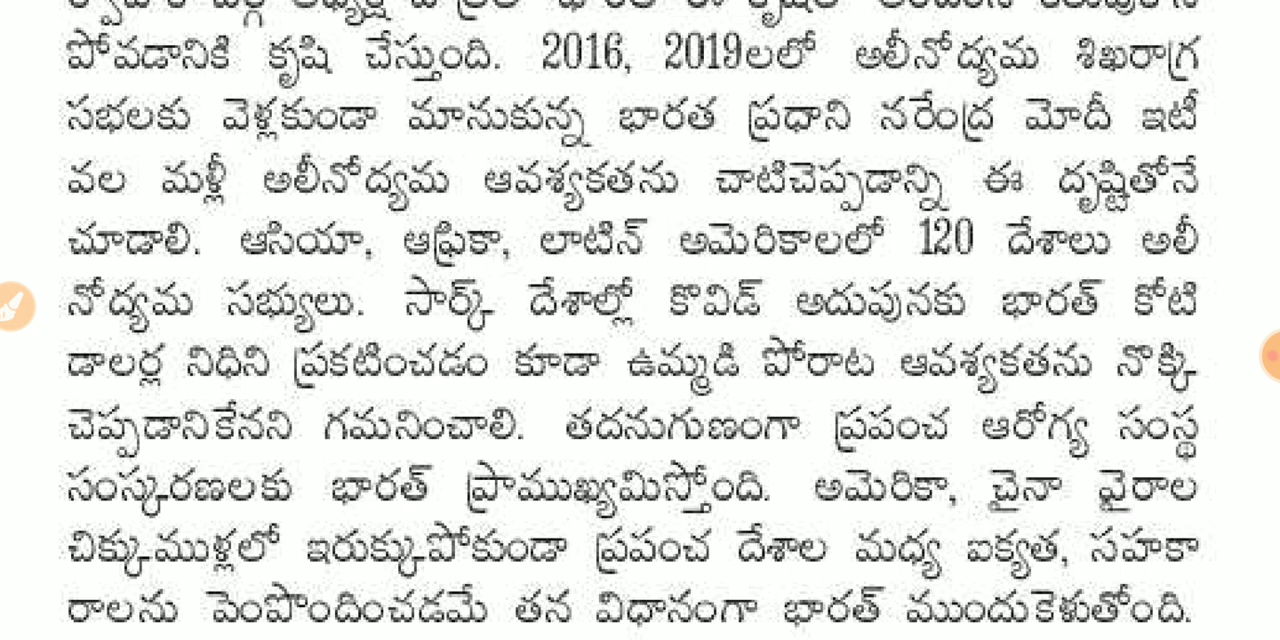 పోవడానికి కృషి చేస్తుంది. 2016, 2019లలో అలీనోద్యమ శిఖరాగ్ర
సభలకు వెళ్లకుండా మానుకున్న భారత ప్రధాని నరేంద్ర మోదీ ఇటీ
వల మళ్లీ అలీనోద్యమ ఆవశ్యకతను చాటిచెప్పడాన్ని ఈ దృష్టితోనే
చూడాలి. ఆసియా, ఆఫ్రికా, లాటిన్ అమెరికాలలో 120 దేశాలు అలీ
నోద్యమ సభ్యులు. సార్క్ దేశాల్లో కొవిడ్ అదుపునకు భారత్ కోటి
డాలర్ల నిధిని ప్రకటించడం కూడా ఉమ్మడి పోరాట ఆవశ్యకతను నొక్కి
చెప్పడానికేనని గమనించాలి. తదనుగుణంగా ప్రపంచ ఆరోగ్య సంస్థ
సంస్కరణలకు భారత్ ప్రాముఖ్యమిస్తోంది. అమెరికా, చైనా వైరాల
చిక్కుముళ్లలో ఇరుక్కుపోకుండా ప్రపంచ దేశాల మధ్య ఐక్యత, సహకా
రాలను పెంపొందించడమే తన విధానంగా భారత్ ముందుకెళుతోంది.